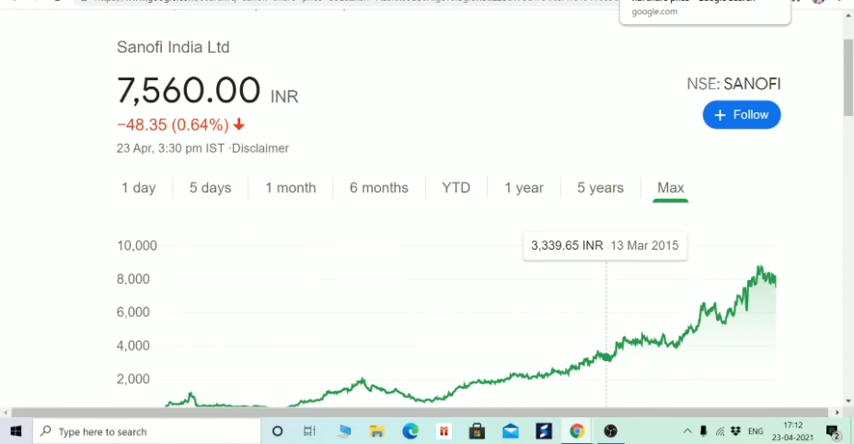 google.com
Sanofi India Ltd
7,560.00 INR
NSE: SANOFI
−48.35 (0.64%)
+ Follow
23 Apr, 3:30 pm IST ·Disclaimer
1 day 5 days 1 month 6 months YTD 1 year 5 years Max
10,000
3,339.65 INR 13 Mar 2015
8,000
6,000
4,000
2,000
Type here to search
ENG
17:12
23-04-2021
2